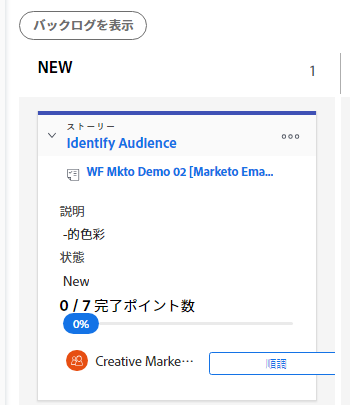 バックログを表示
NEW
1
ストーリー
Identify Audience
WF Mkto Demo 02 [Marketo Ema...
説明
-的色彩
状態
New
0 / 7 完了ポイント数
0%
Creative Marke...
順調